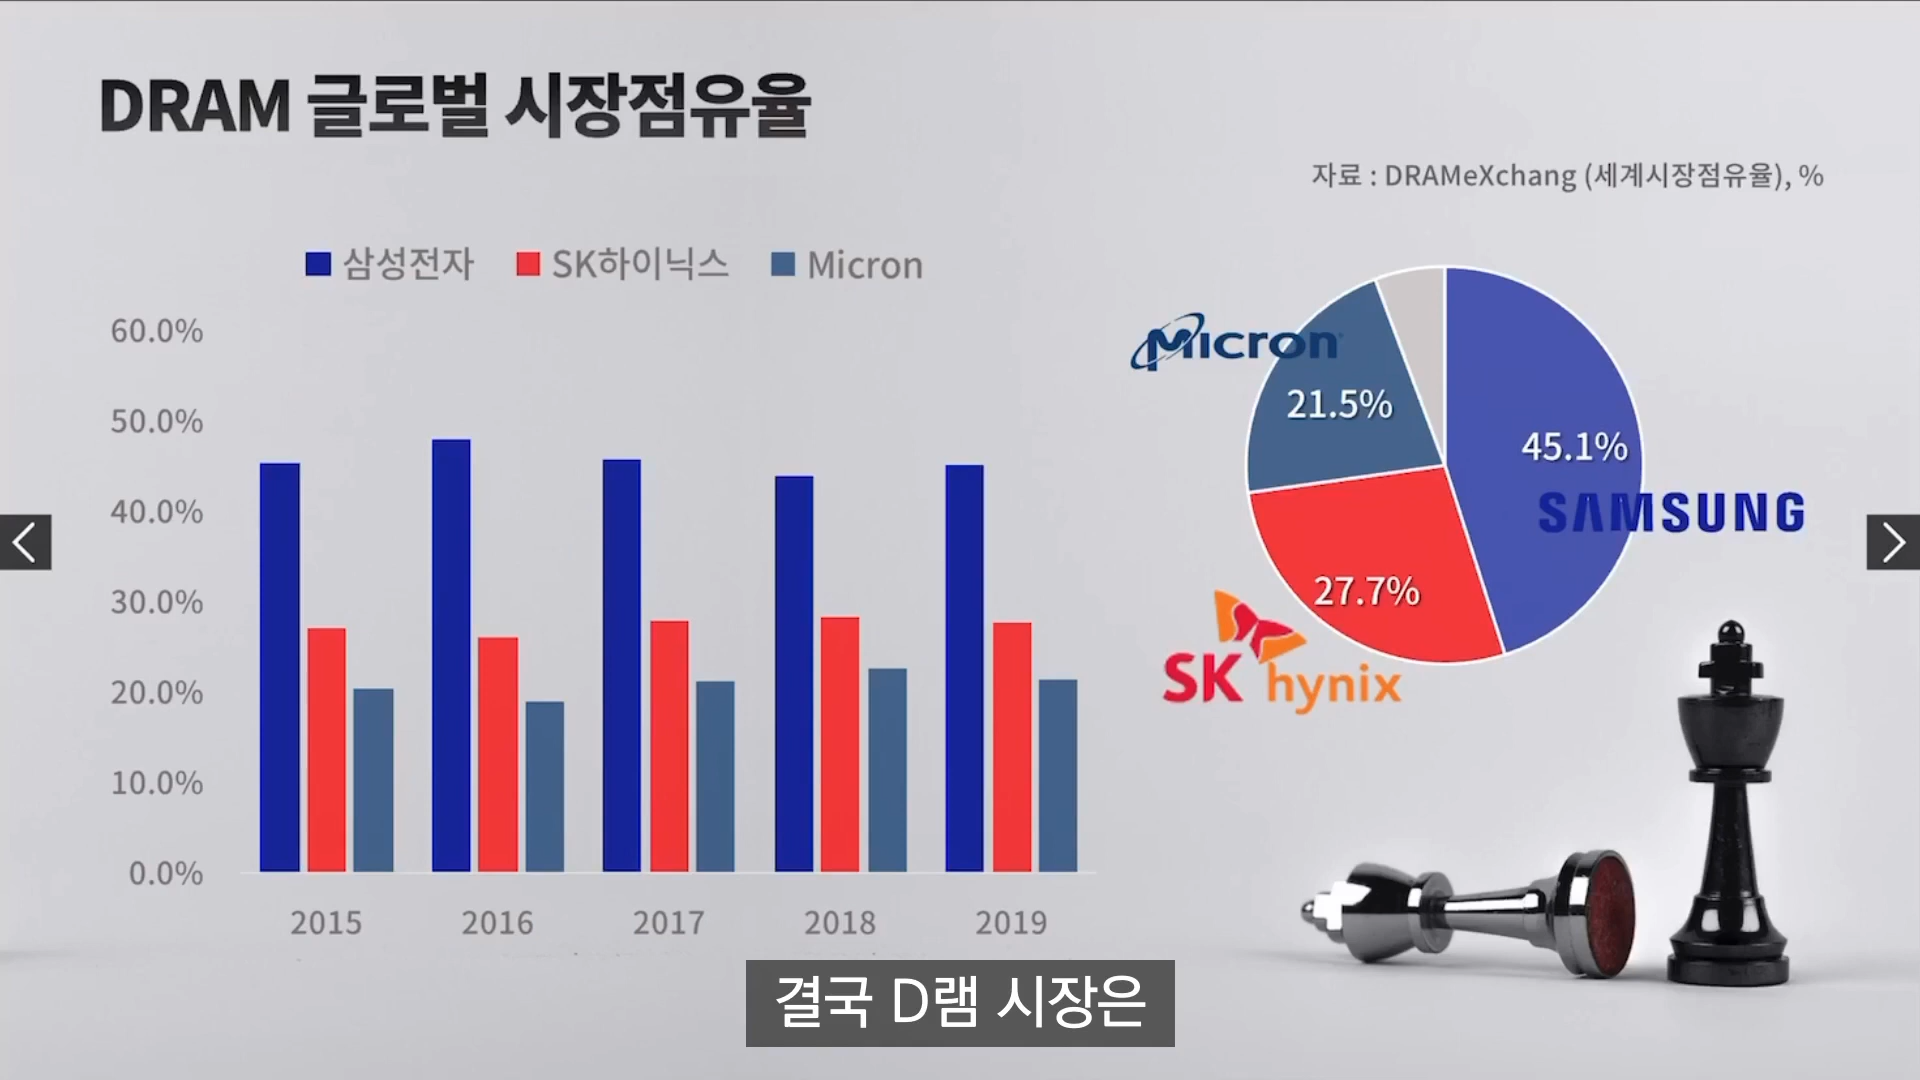 DRAM 글로벌 시장점유율
자료 : DRAMeXchang (세계시장점유율), %
삼성전자 SK하이닉스 Micron
60.0%
50.0%
40.0%
30.0%
20.0%
10.0%
0.0%
2015 2016 2017 2018 2019
Micron
21.5%
45.1%
SAMSUNG
27.7%
SK hynix
결국 D램 시장은